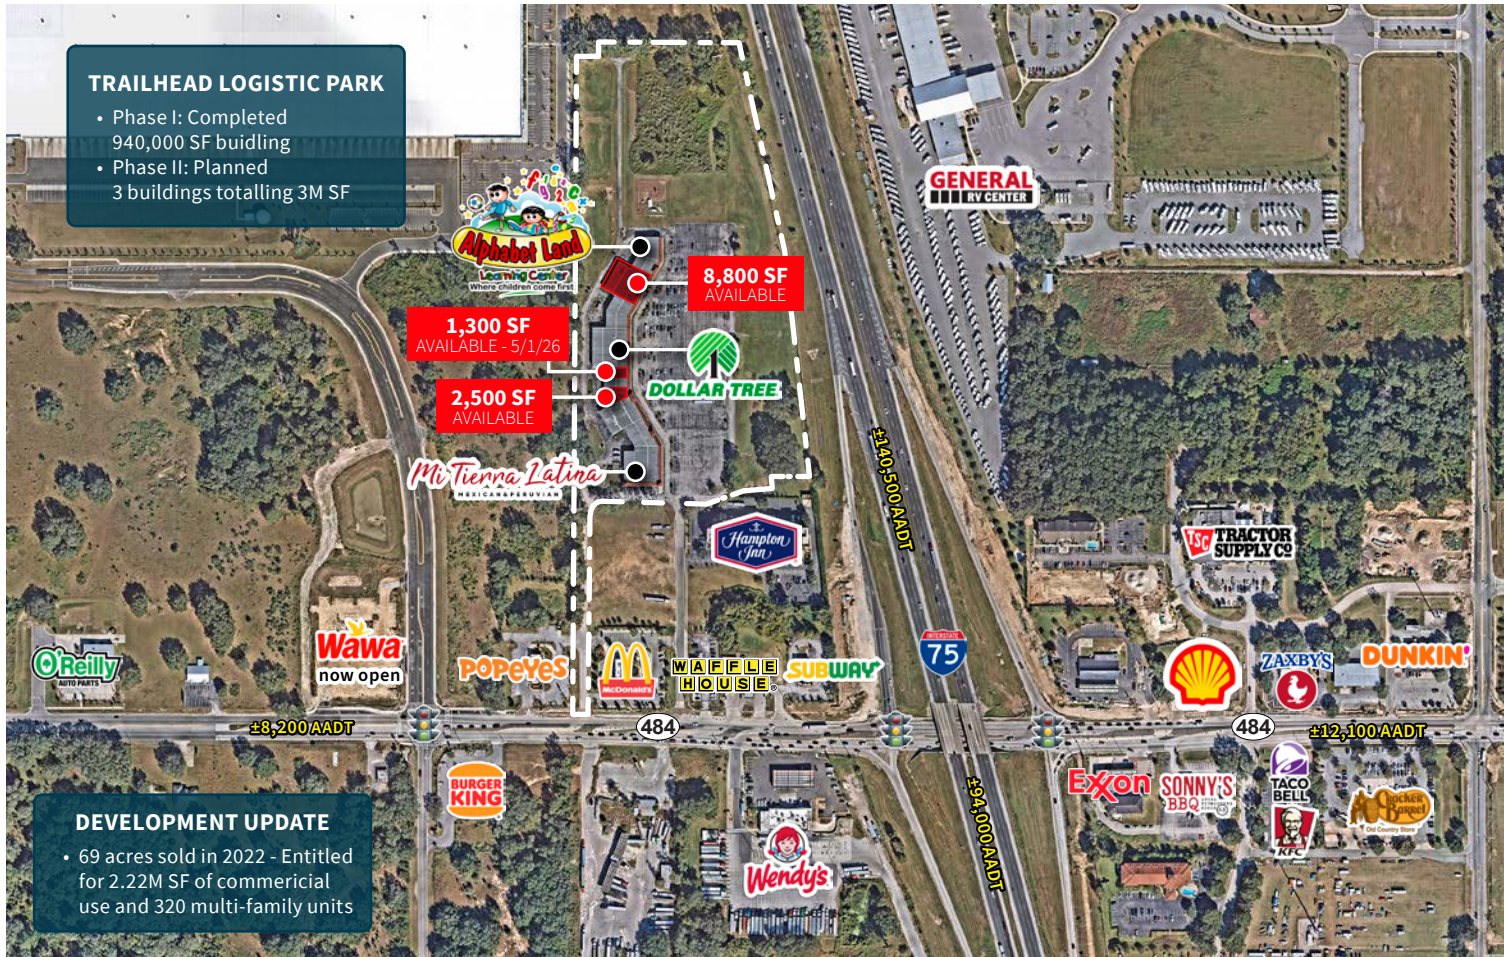 TRAILHEAD LOGISTIC PARK
• Phase I: Completed
940,000 SF buidling
• Phase II: Planned
3 buildings totalling 3M SF
Alphabet Land
Learning Center
Where children come first
GENERAL
RV CENTER
8,800 SF
AVAILABLE
1,300 SF
AVAILABLE - 5/1/26
DOLLAR TREE
2,500 SF
AVAILABLE
Mi Tierra Latina
MEXICAN & PERUVIAN
±140,500 AADT
Hampton
Inn
TSC TRACTOR
SUPPLY CO
O'Reilly
AUTO PARTS
Wawa
now open
POPEYES
McDonald's
WAFFLE
HOUSE
SUBWAY
INTERSTATE
75
ZAXBY'S
DUNKIN'
±8,200 AADT
484
484
±12,100 AADT
BURGER
KING
Wendy's
±94,000 AADT
Exxon
SONNY'S
BBQ
TACO
BELL
KFC
Cracker
Barrel
Old Country Store
DEVELOPMENT UPDATE
• 69 acres sold in 2022 - Entitled
for 2.22M SF of commericial
use and 320 multi-family units